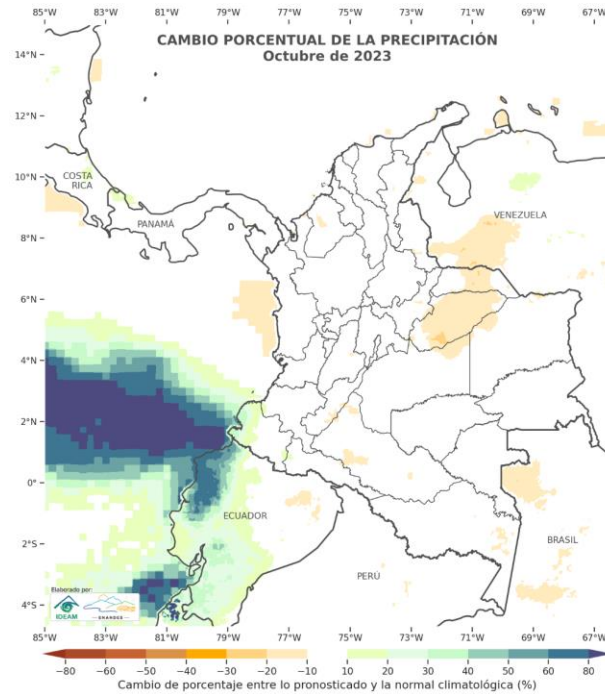 CAMBIO PORCENTUAL DE LA PRECIPITACIÓN
Octubre de 2023
14°N
12°N
10°N
8°N
6°N
4°N
2°N
0°
2°S
4°S
COSTA
RICA
PANAMÁ
VENEZUELA
ECUADOR
PERÚ
BRASIL
Elaborado por:
IDEAM
85°W 83°W 81°W 79°W 77°W 75°W 73°W 71°W 69°W 67°W
−80 −60 −50 −40 −30 −20 −10 10 20 30 40 50 60 80
Cambio de porcentaje entre lo pronosticado y la normal climatológica (%)